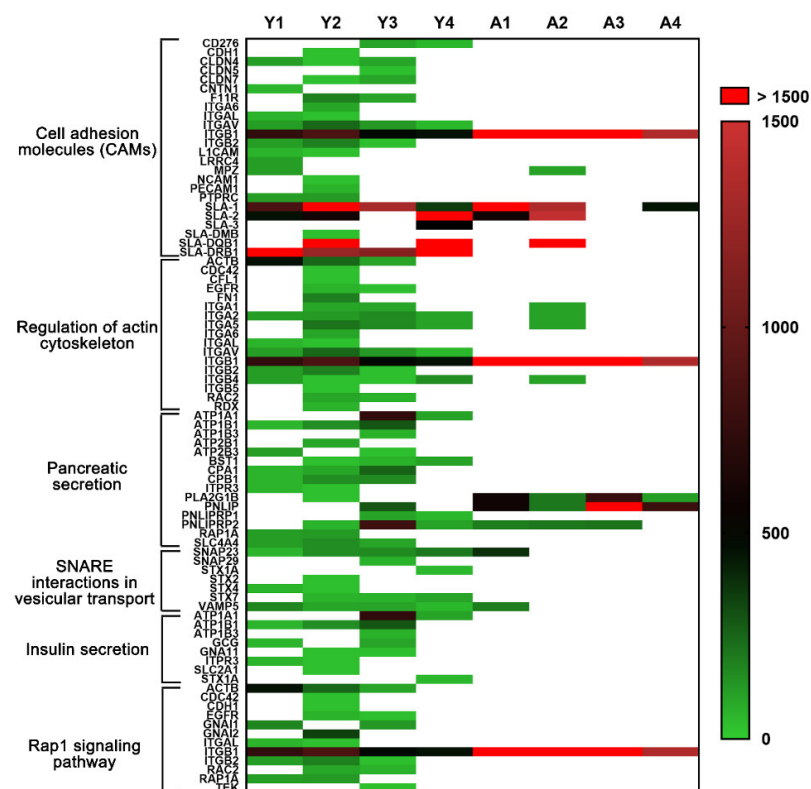 Y1 Y2 Y3 Y4 A1 A2 A3 A4
Cell adhesion
molecules (CAMs)
CD276
CDH1
CLDN4
CLDN5
CLDN7
CNTN1
F11R
ITGA6
ITGAL
ITGAV
ITGB1
ITGB2
L1CAM
LRRC4
MPZ
NCAM1
PECAM1
PTPRC
SLA-1
SLA-2
SLA-3
SLA-DMB
SLA-DQB1
SLA-DRB1
Regulation of actin
cytoskeleton
ACTB
CDC42
CFL1
EGFR
FN1
ITGA1
ITGA2
ITGA5
ITGA6
ITGAL
ITGAV
ITGB1
ITGB2
ITGB4
ITGB5
RAC2
RDX
Pancreatic
secretion
ATP1A1
ATP1B1
ATP1B3
ATP2B1
ATP2B3
BST1
CPA1
CPB1
ITPR3
PLA2G1B
PNLIP
PNLIPRP1
PNLIPRP2
RAP1A
SLC4A4
SNARE
interactions in
vesicular transport
SNAP23
SNAP29
STX1A
STX2
STX4
STX7
VAMP5
Insulin secretion
ATP1A1
ATP1B1
ATP1B3
GCG
GNA11
ITPR3
SLC2A1
STX1A
Rap1 signaling
pathway
ACTB
CDC42
CDH1
EGFR
GNAI1
GNAI2
ITGAL
ITGB1
ITGB2
RAC2
RAP1A
TEK
> 1500
1500
1000
500
0